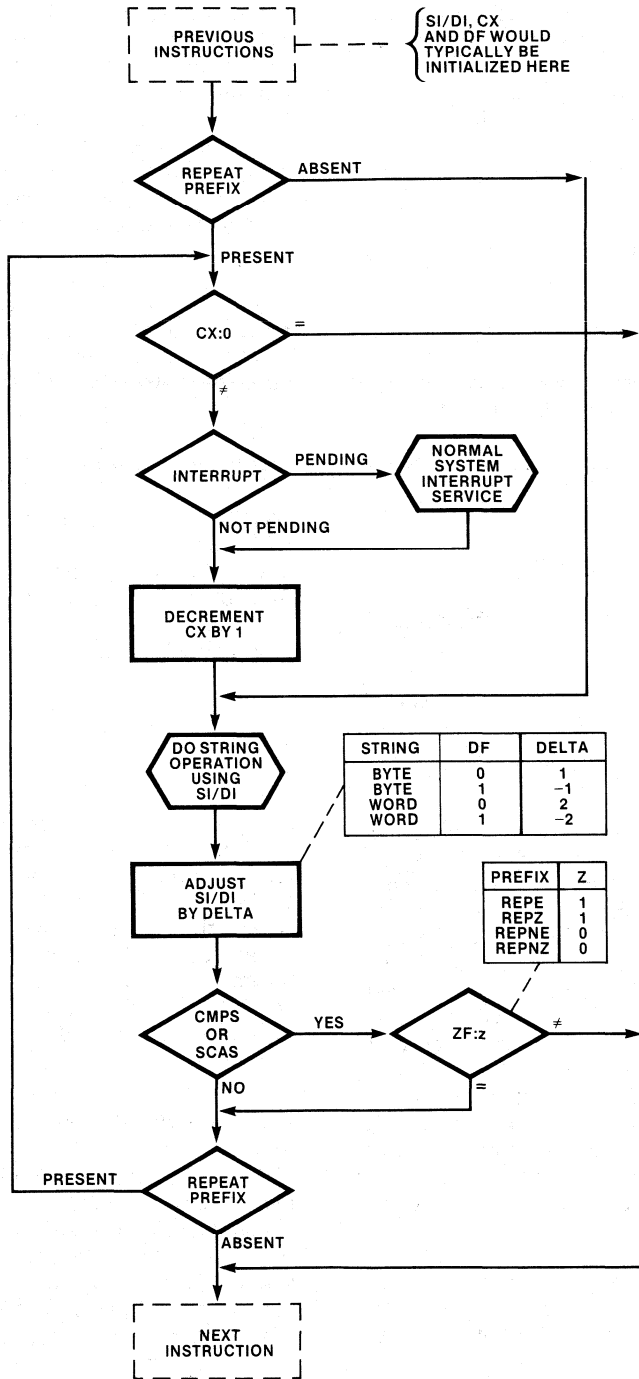 PREVIOUS
INSTRUCTIONS
SI/DI, CX
AND DF WOULD
TYPICALLY BE
INITIALIZED HERE
REPEAT
PREFIX
ABSENT
PRESENT
CX:0
=
≠
INTERRUPT
PENDING
NORMAL
SYSTEM
INTERRUPT
SERVICE
NOT PENDING
DECREMENT
CX BY 1
DO STRING
OPERATION
USING
SI/DI
STRING DF DELTA
BYTE 0 1
BYTE 1 −1
WORD 0 2
WORD 1 −2
ADJUST
SI/DI
BY DELTA
PREFIX Z
REPE 1
REPZ 1
REPNE 0
REPNZ 0
CMPS
OR
SCAS
YES
ZF:z
≠
=
NO
REPEAT
PREFIX
PRESENT
ABSENT
NEXT
INSTRUCTION